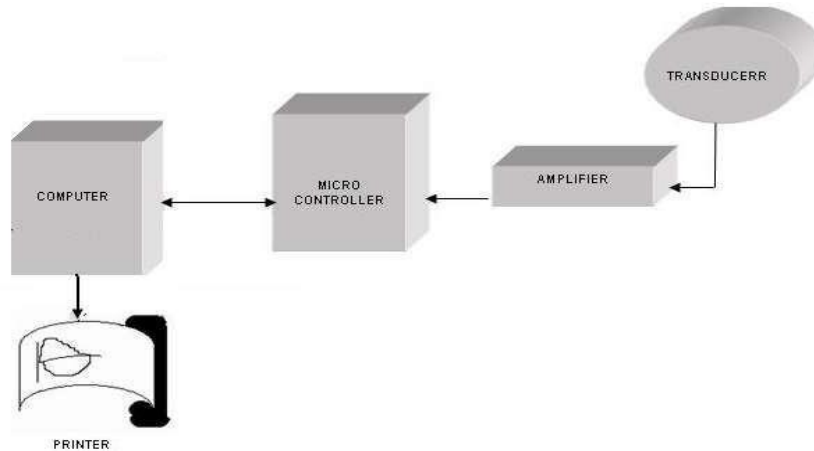 TRANSDUCERR
COMPUTER
MICRO
CONTROLLER
AMPLIFIER
PRINTER